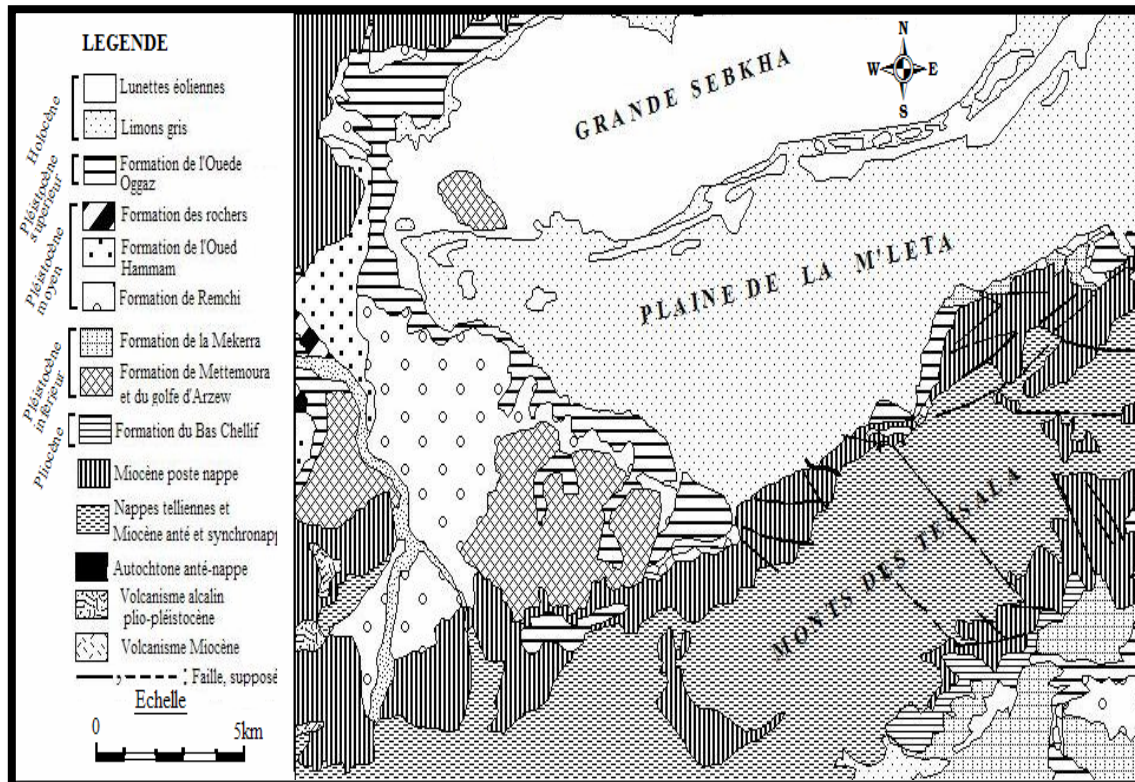 LEGENDE
Holocène
Lunettes éoliennes
Limons gris
Pléistocène
supérieur
Formation de l'Ouede
Oggaz
Pléistocène
moyen
Formation des rochers
Formation de l'Oued
Hammam
Formation de Remchi
Pléistocène
inférieur
Formation de la Mekerra
Formation de Mettemoura
et du golfe d'Arzew
Pliocène
Formation du Bas Chellif
Miocène poste nappe
Nappes telliennes et
Miocène anté et synchronapp
Autochtone anté-nappe
Volcanisme alcalin
plio-pléistocène
Volcanisme Miocène
, : Faille, supposé
Echelle
0 5km
N
W E
S
GRANDE SEBKHA
PLAINE DE LA M'LETA
MONTS DES TESSALA